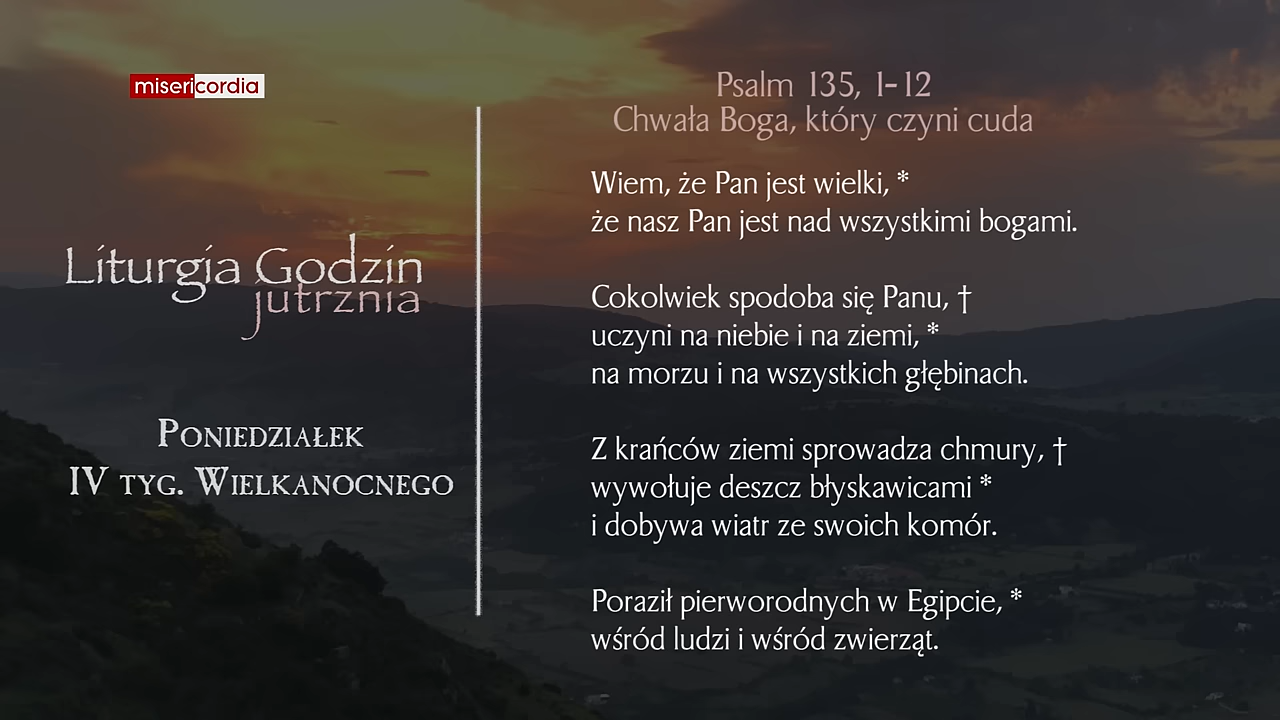 misericordia
Liturgia Godzin
jutrznia
Poniedziałek
IV tyg. Wielkanocnego
Psalm 135, 1-12
Chwała Boga, który czyni cuda
Wiem, że Pan jest wielki, *
że nasz Pan jest nad wszystkimi bogami.
Cokolwiek spodoba się Panu, †
uczyni na niebie i na ziemi, *
na morzu i na wszystkich głębinach.
Z krańców ziemi sprowadza chmury, †
wywołuje deszcz błyskawicami *
i dobywa wiatr ze swoich komór.
Poraził pierworodnych w Egipcie, *
wśród ludzi i wśród zwierząt.